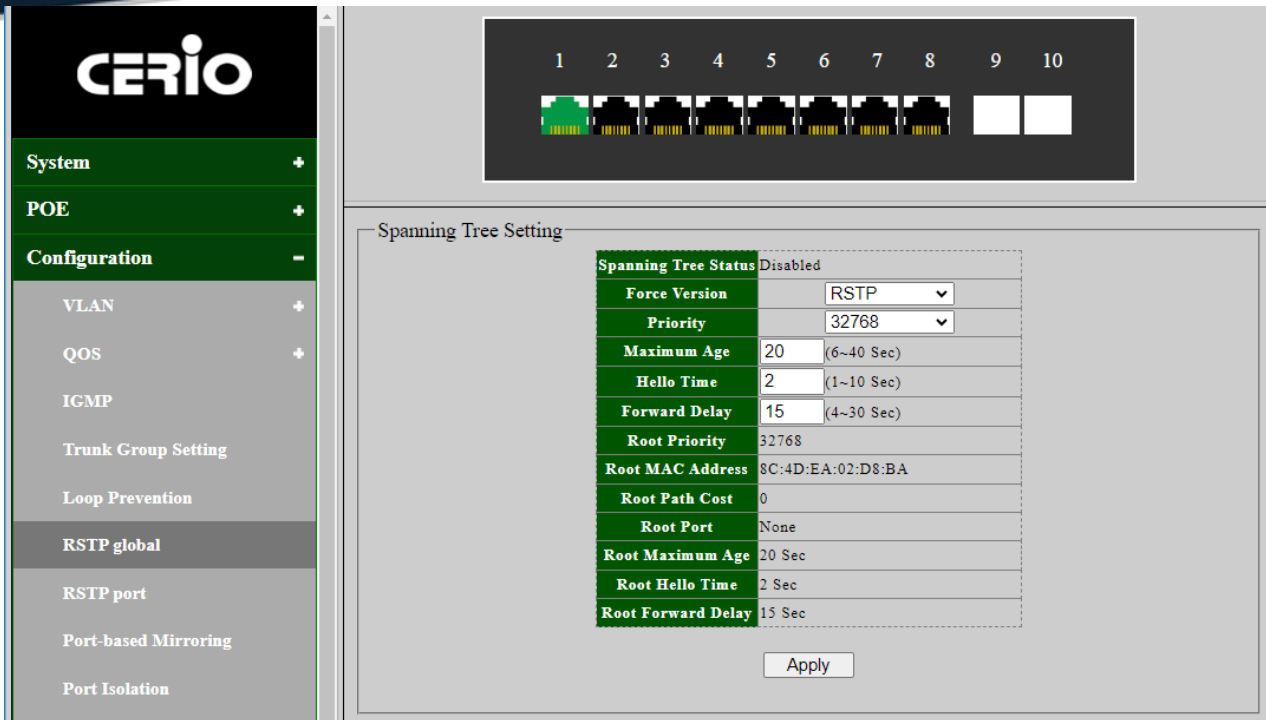 CERIO
System
POE
Configuration
VLAN
QOS
IGMP
Trunk Group Setting
Loop Prevention
RSTP global
RSTP port
Port-based Mirroring
Port Isolation
1 2 3 4 5 6 7 8 9 10
Spanning Tree Setting
Spanning Tree Status Disabled
Force Version RSTP
Priority 32768
Maximum Age 20 (6~40 Sec)
Hello Time 2 (1~10 Sec)
Forward Delay 15 (4~30 Sec)
Root Priority 32768
Root MAC Address 8C:4D:EA:02:D8:BA
Root Path Cost 0
Root Port None
Root Maximum Age 20 Sec
Root Hello Time 2 Sec
Root Forward Delay 15 Sec
Apply